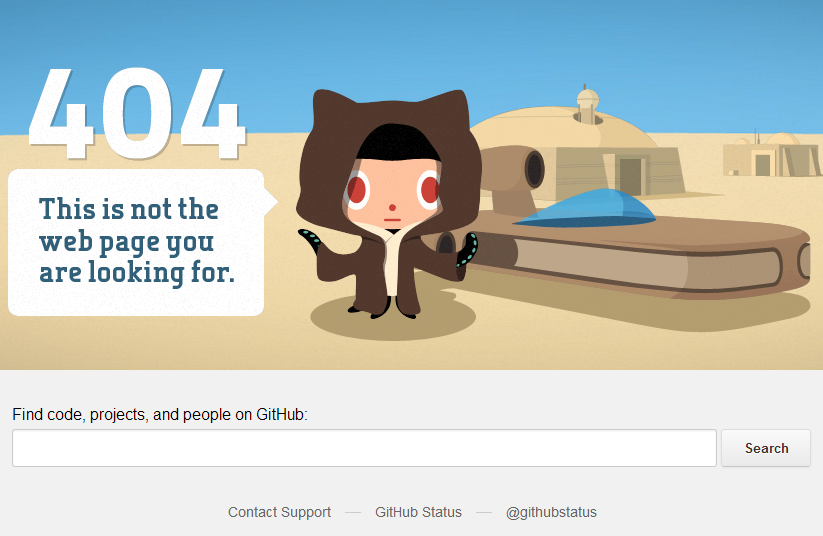 404
This is not the
web page you
are looking for.
Find code, projects, and people on GitHub:
Search
Contact Support — GitHub Status — @githubstatus